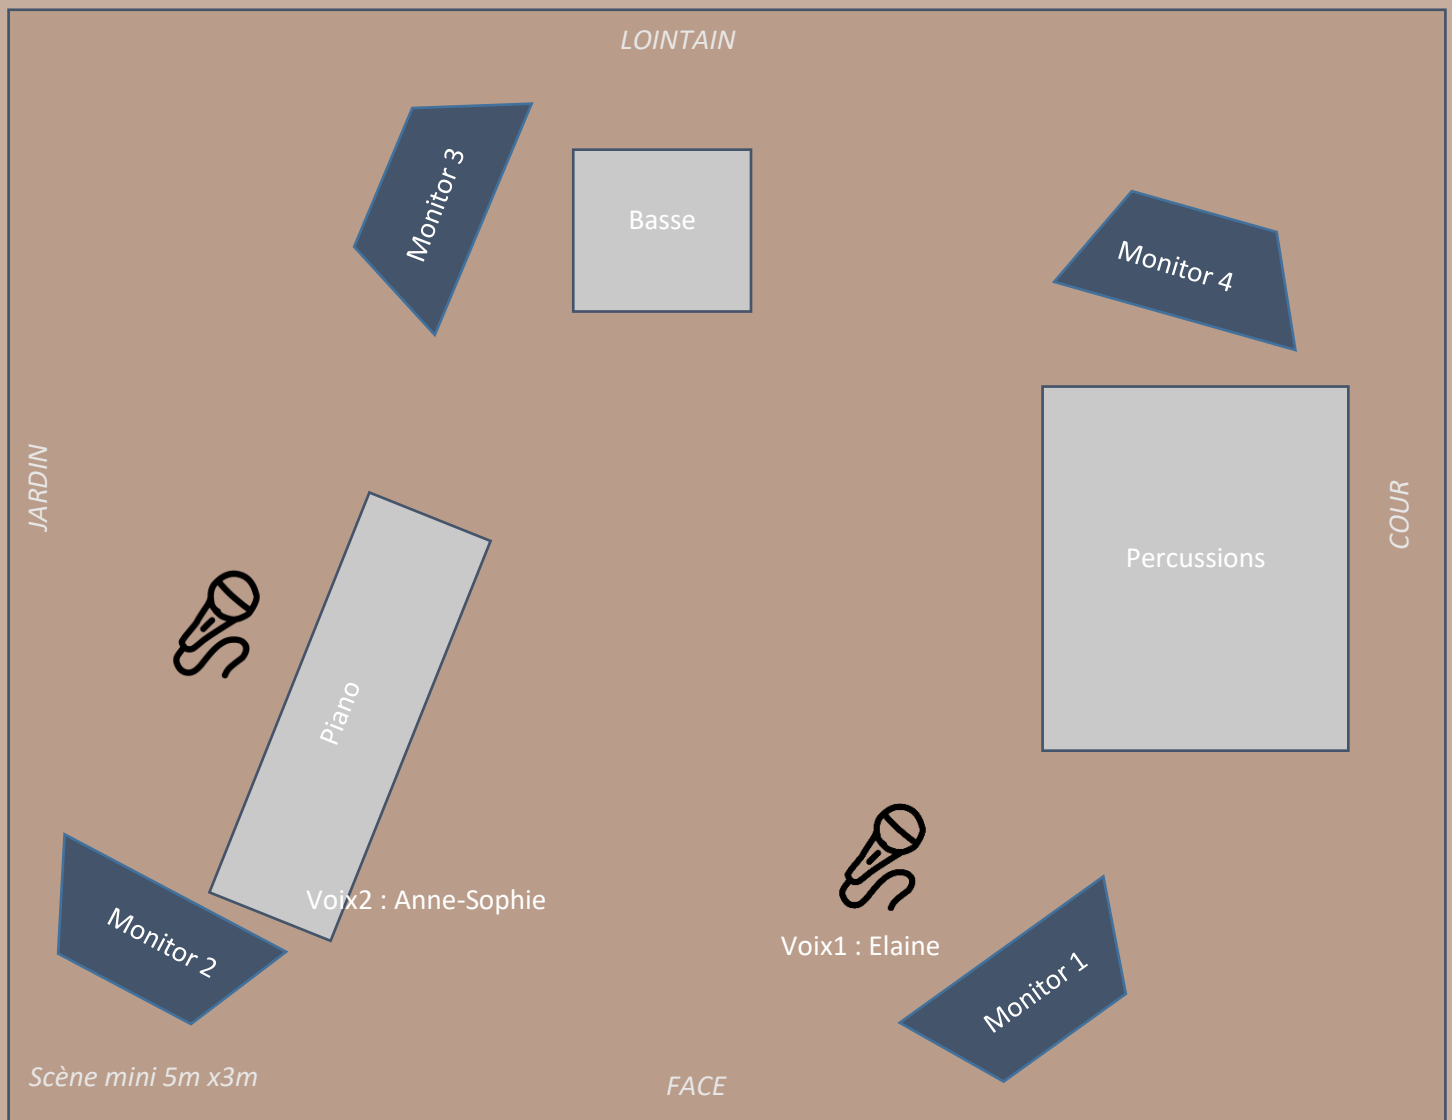 LOINTAIN
Monitor 3
Basse
Monitor 4
JARDIN
COUR
Percussions
Piano
Voix2 : Anne-Sophie
Monitor 2
Voix1 : Elaine
Monitor 1
Scène mini 5m x3m
FACE